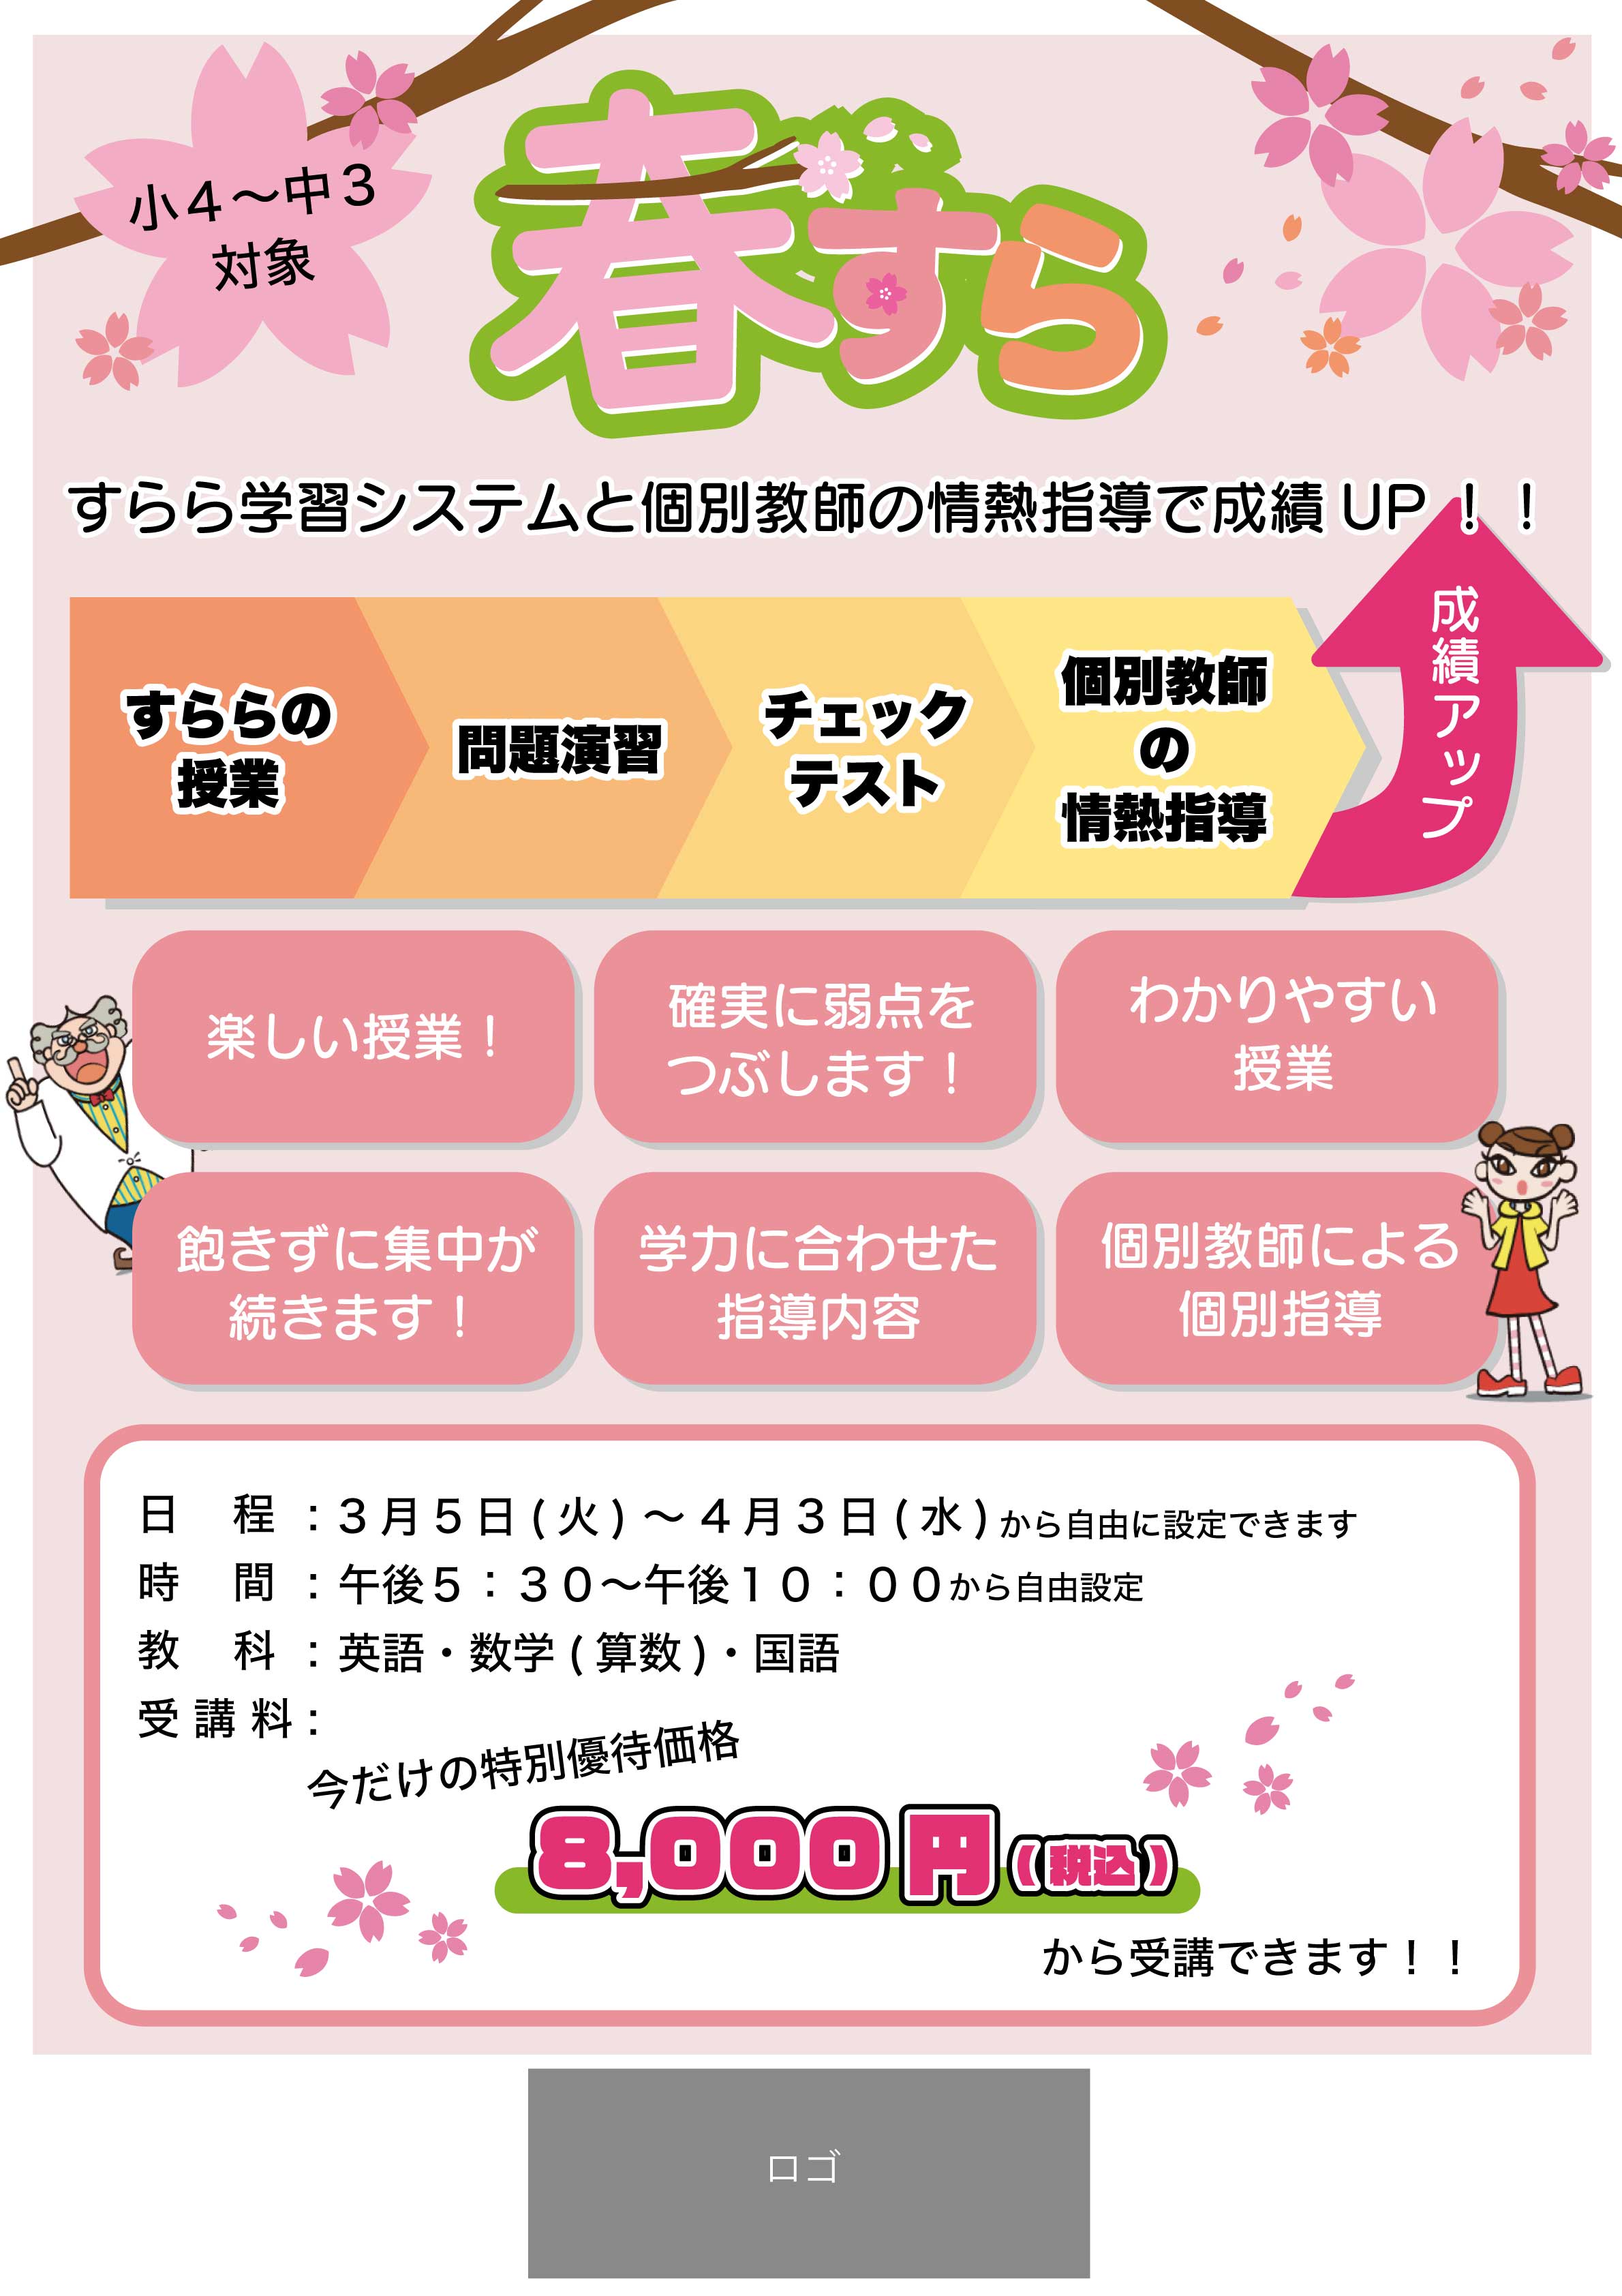 小４～中３
対象
春すら
すらら学習システムと個別教師の情熱指導で成績 UP！！
すららの
授業
問題演習
チェック
テスト
個別教師
の
情熱指導
成績アップ
楽しい授業！
確実に弱点を
つぶします！
わかりやすい
授業
飽きずに集中が
続きます！
学力に合わせた
指導内容
個別教師による
個別指導
日　程：３月５日(火)～４月３日(水)から自由に設定できます
時　間：午後５：３０～午後１０：００から自由設定
教　科：英語・数学(算数)・国語
受講料：
今だけの特別優待価格
8,000円(税込)
から受講できます！！
ロゴ